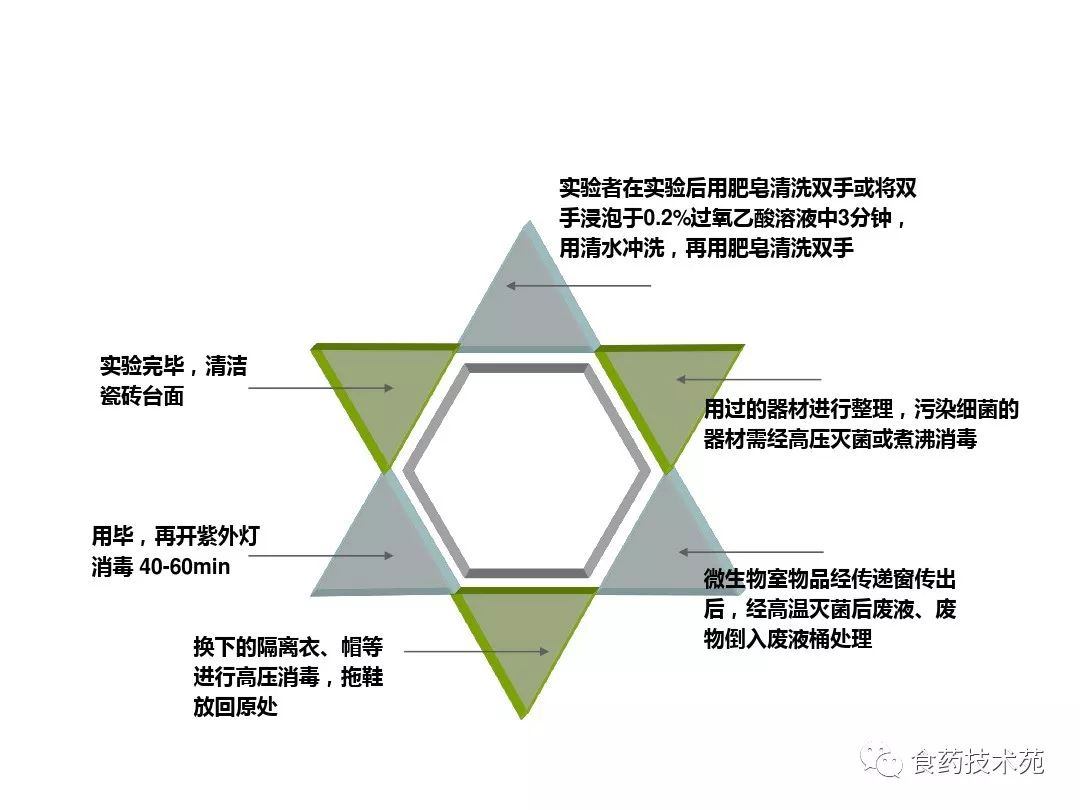 实验者在实验后用肥皂清洗双手或将双
手浸泡于0.2%过氧乙酸溶液中3分钟，
用清水冲洗，再用肥皂清洗双手
实验完毕，清洁
瓷砖台面
用过的器材进行整理，污染细菌的
器材需经高压灭菌或煮沸消毒
用毕，再开紫外灯
消毒 40-60min
微生物室物品经传递窗传出
后，经高温灭菌后废液、废
物倒入废液桶处理
换下的隔离衣、帽等
进行高压消毒，拖鞋
放回原处
食药技术苑